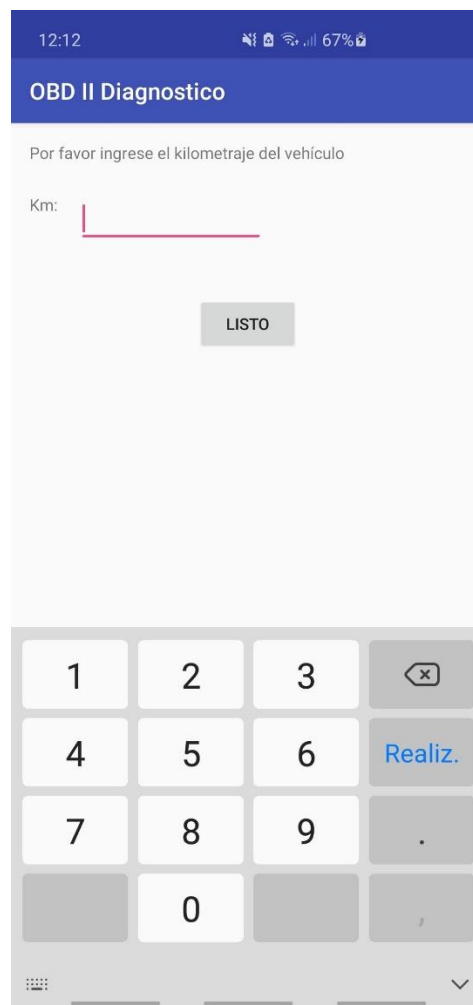 12:12 67%
OBD II Diagnostico
Por favor ingrese el kilometraje del vehículo
Km:
LISTO
1 2 3
4 5 6 Realiz.
7 8 9 .
0 ,